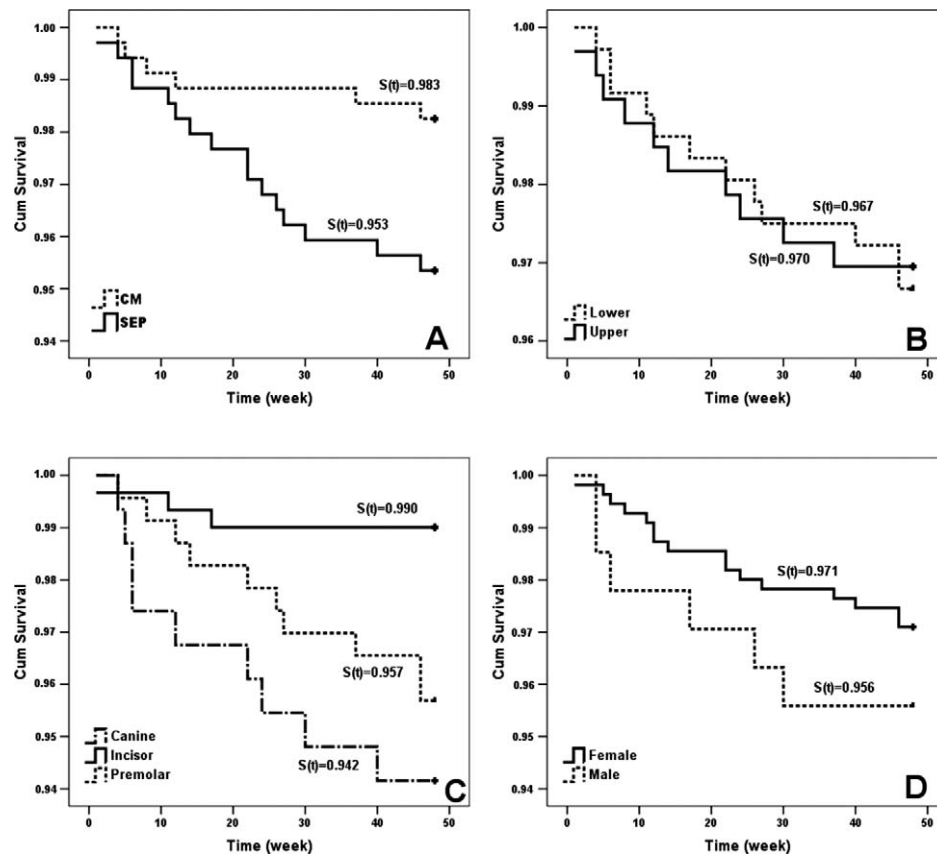 1.00
0.99
0.98
0.97
0.96
0.95
0.94
Cum Survival
S(t)=0.983
S(t)=0.953
CM
SEP
A
0 10 20 30 40 50
Time (week)
1.00
0.99
0.98
0.97
0.96
Cum Survival
S(t)=0.967
S(t)=0.970
Lower
Upper
B
0 10 20 30 40 50
Time (week)
1.00
0.99
0.98
0.97
0.96
0.95
0.94
Cum Survival
S(t)=0.990
S(t)=0.957
S(t)=0.942
Canine
Incisor
Premolar
C
0 10 20 30 40 50
Time (week)
1.00
0.99
0.98
0.97
0.96
0.95
0.94
Cum Survival
S(t)=0.971
S(t)=0.956
Female
Male
D
0 10 20 30 40 50
Time (week)